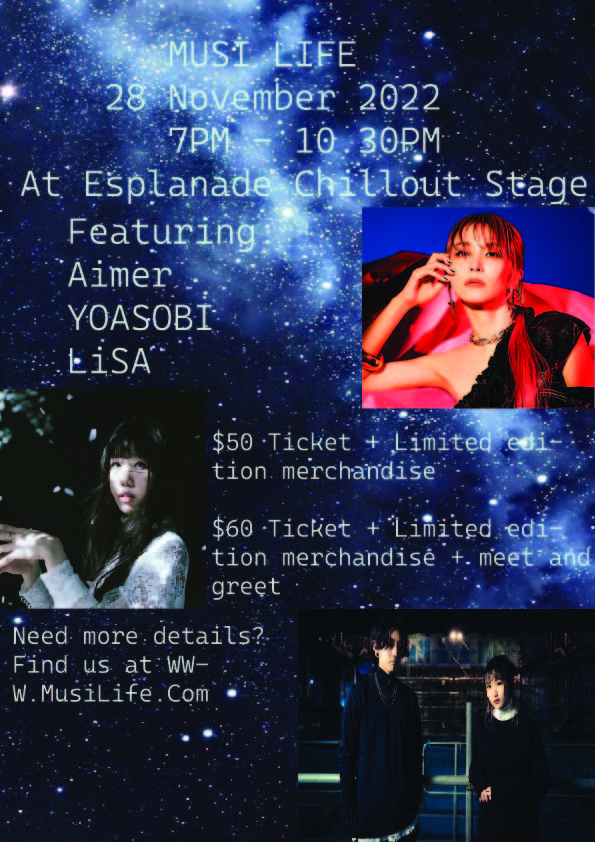 MUSI LIFE
28 November 2022
7PM - 10 30PM
At Esplanade Chillout Stage
Featuring
Aimer
YOASOBI
LiSA
$50 Ticket + Limited edi-
tion merchandise
$60 Ticket + Limited edi-
tion merchandise + meet and
greet
Need more details?
Find us at WW-
W.MusiLife.Com